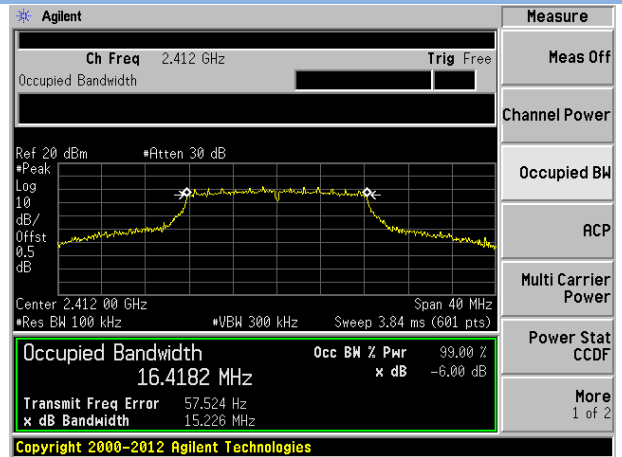 Agilent
Measure
Ch Freq 2.412 GHz Trig Free
Occupied Bandwidth
Meas Off
Channel Power
Occupied BW
ACP
Multi Carrier
Power
Power Stat
CCDF
More
1 of 2
Ref 20 dBm #Atten 30 dB
#Peak
Log
10
dB/
Offst
0.5
dB
Center 2.412 00 GHz Span 40 MHz
#Res BW 100 kHz #VBW 300 kHz Sweep 3.84 ms (601 pts)
Occupied Bandwidth Occ BW % Pwr 99.00 %
16.4182 MHz x dB -6.00 dB
Transmit Freq Error 57.524 Hz
x dB Bandwidth 15.226 MHz
Copyright 2000-2012 Agilent Technologies